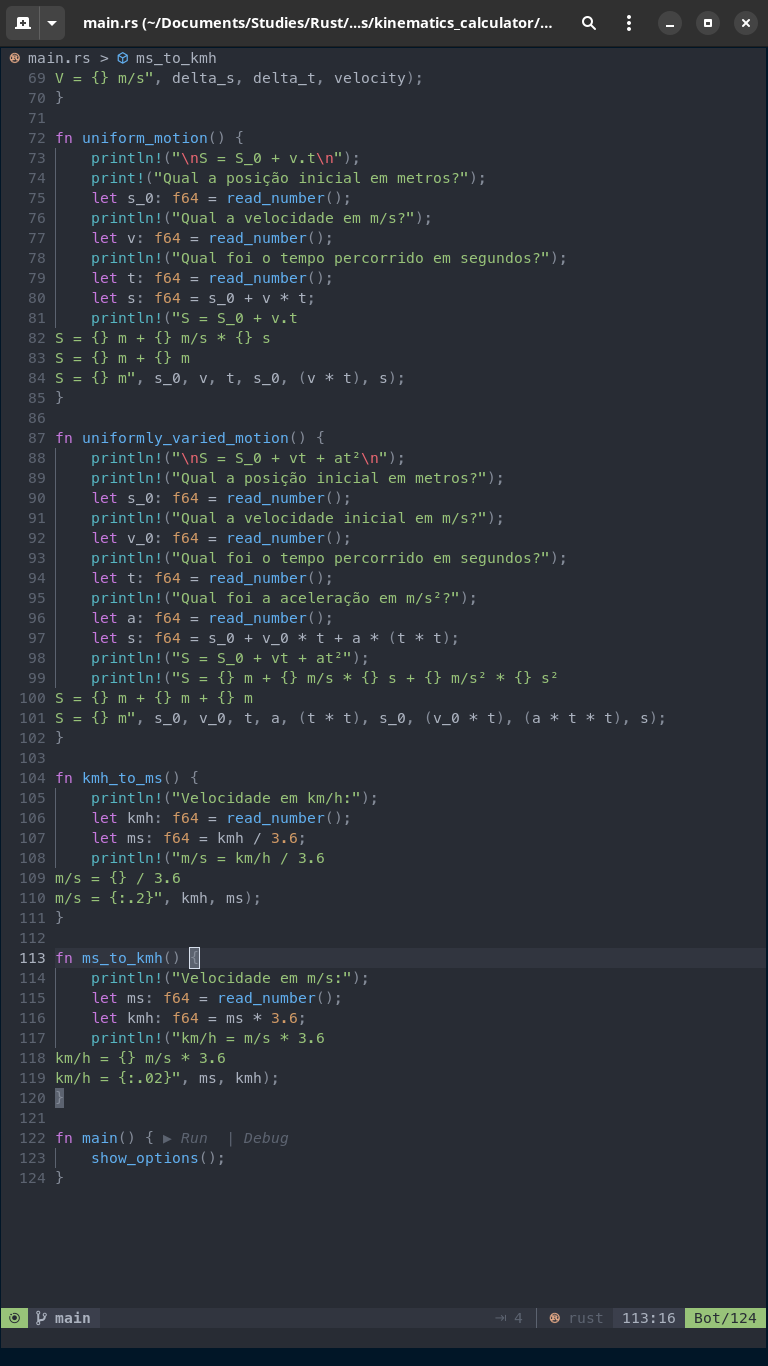 main.rs (~/Documents/Studies/Rust/...s/kinematics_calculator/...
main.rs > ms_to_kmh
69 V = {} m/s", delta_s, delta_t, velocity);
70 }
71
72 fn uniform_motion() {
73     println!("\nS = S_0 + v.t\n");
74     print!("Qual a posição inicial em metros?");
75     let s_0: f64 = read_number();
76     println!("Qual a velocidade em m/s?");
77     let v: f64 = read_number();
78     println!("Qual foi o tempo percorrido em segundos?");
79     let t: f64 = read_number();
80     let s: f64 = s_0 + v * t;
81     println!("S = S_0 + v.t
82 S = {} m + {} m/s * {} s
83 S = {} m + {} m
84 S = {} m", s_0, v, t, s_0, (v * t), s);
85 }
86
87 fn uniformly_varied_motion() {
88     println!("\nS = S_0 + vt + at²\n");
89     println!("Qual a posição inicial em metros?");
90     let s_0: f64 = read_number();
91     println!("Qual a velocidade inicial em m/s?");
92     let v_0: f64 = read_number();
93     println!("Qual foi o tempo percorrido em segundos?");
94     let t: f64 = read_number();
95     println!("Qual foi a aceleração em m/s²?");
96     let a: f64 = read_number();
97     let s: f64 = s_0 + v_0 * t + a * (t * t);
98     println!("S = S_0 + vt + at²");
99     println!("S = {} m + {} m/s * {} s + {} m/s² * {} s²
100 S = {} m + {} m + {} m
101 S = {} m", s_0, v_0, t, a, (t * t), s_0, (v_0 * t), (a * t * t), s);
102 }
103
104 fn kmh_to_ms() {
105     println!("Velocidade em km/h:");
106     let kmh: f64 = read_number();
107     let ms: f64 = kmh / 3.6;
108     println!("m/s = km/h / 3.6
109 m/s = {} / 3.6
110 m/s = {:.2}", kmh, ms);
111 }
112
113 fn ms_to_kmh() {
114     println!("Velocidade em m/s:");
115     let ms: f64 = read_number();
116     let kmh: f64 = ms * 3.6;
117     println!("km/h = m/s * 3.6
118 km/h = {} m/s * 3.6
119 km/h = {:.02}", ms, kmh);
120 }
121
122 fn main() { ▶ Run | Debug
123     show_options();
124 }
main ⇥ 4 rust 113:16 Bot/124